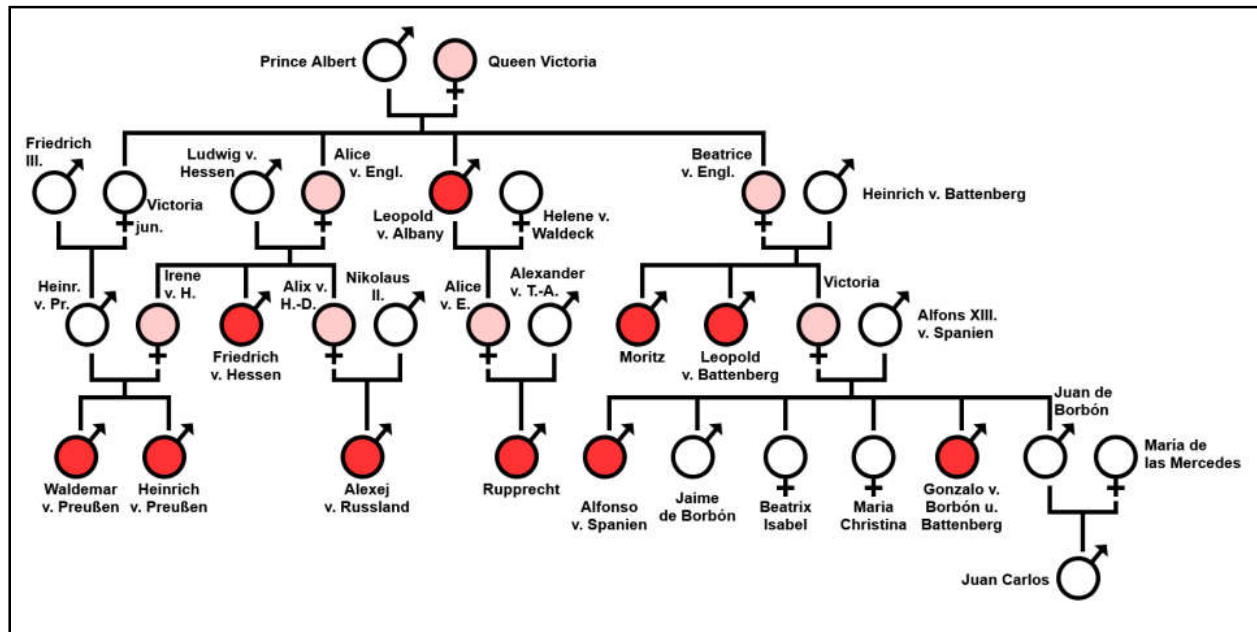 Prince Albert
Queen Victoria
Friedrich
III.
Victoria
jun.
Ludwig v.
Hessen
Alice
v. Engl.
Leopold
v. Albany
Helene v.
Waldeck
Beatrice
v. Engl.
Heinrich v. Battenberg
Heinr.
v. Pr.
Irene
v. H.
Friedrich
v. Hessen
Alix v.
H.-D.
Nikolaus
II.
Alice
v. E.
Alexander
v. T.-A.
Moritz
Leopold
v. Battenberg
Victoria
Alfons XIII.
v. Spanien
Waldemar
v. Preußen
Heinrich
v. Preußen
Alexej
v. Russland
Rupprecht
Alfonso
v. Spanien
Jaime
de Borbón
Beatrix
Isabel
Maria
Christina
Gonzalo v.
Borbón u.
Battenberg
Juan de
Borbón
Maria de
las Mercedes
Juan Carlos